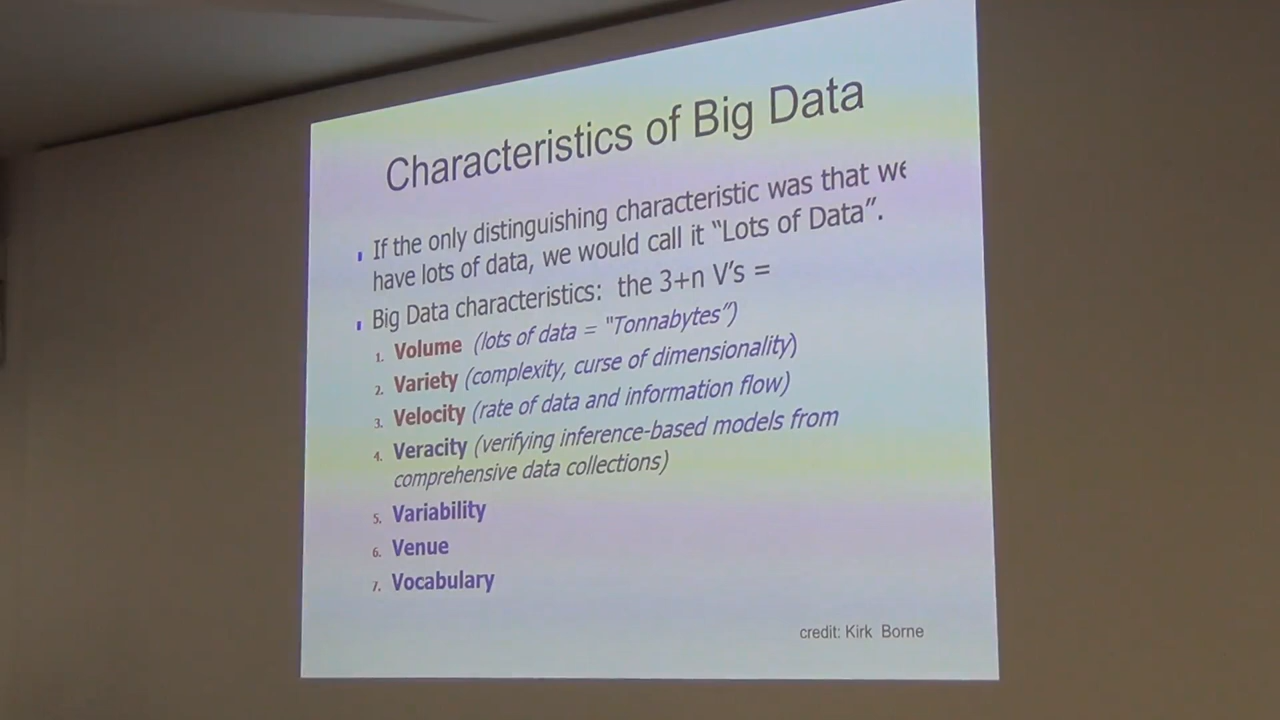 Characteristics of Big Data
If the only distinguishing characteristic was that we
have lots of data, we would call it “Lots of Data”.
Big Data characteristics: the 3+n V’s =
1. Volume (lots of data = "Tonnabytes”)
2. Variety (complexity, curse of dimensionality)
3. Velocity (rate of data and information flow)
4. Veracity (verifying inference-based models from
comprehensive data collections)
5. Variability
6. Venue
7. Vocabulary
credit: Kirk Borne